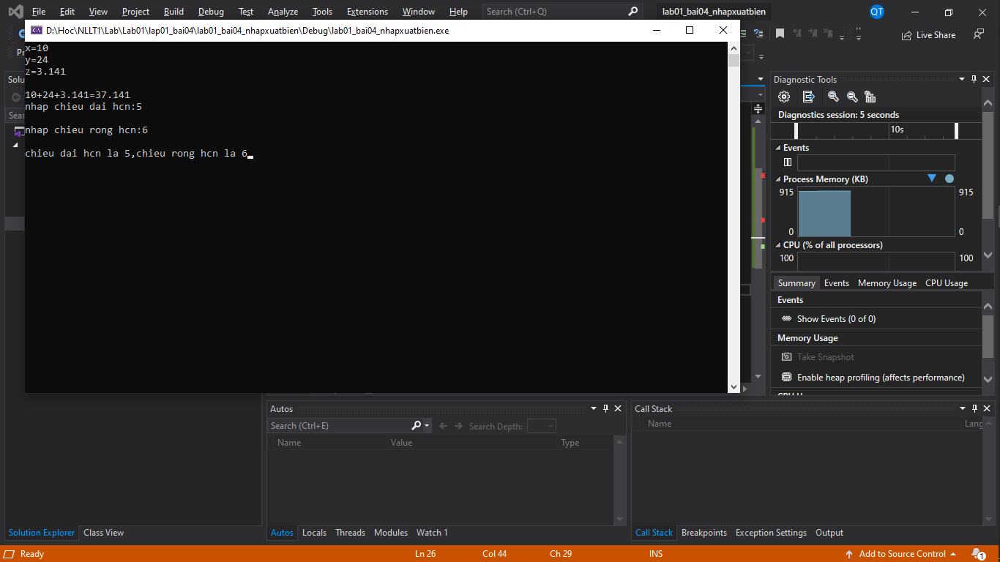 File Edit View Project Build Debug Test Analyze Tools Extensions Window Help Search (Ctrl+Q) lab01_bai04_nhapxuatbien QT
D:\Hoc\NLLT1\Lab\Lab01\lap01_bai04\lab01_bai04_nhapxuatbien\Debug\lab01_bai04_nhapxuatbien.exe
Live Share
x=10
y=24
z=3.141
10+24+3.141=37.141
nhap chieu dai hcn:5
nhap chieu rong hcn:6
chieu dai hcn la 5,chieu rong hcn la 6
Diagnostic Tools
Diagnostics session: 5 seconds
10s
Events
Process Memory (KB)
915 915
0 0
CPU (% of all processors)
100 100
Summary Events Memory Usage CPU Usage
Events
Show Events (0 of 0)
Memory Usage
Take Snapshot
Enable heap profiling (affects performance)
Autos
Search (Ctrl+E) Search Depth:
Name Value Type
Call Stack
Name Lang
Solution Explorer Class View
Autos Locals Threads Modules Watch 1
Call Stack Breakpoints Exception Settings Output
Ready Ln 26 Col 44 Ch 29 INS Add to Source Control 1